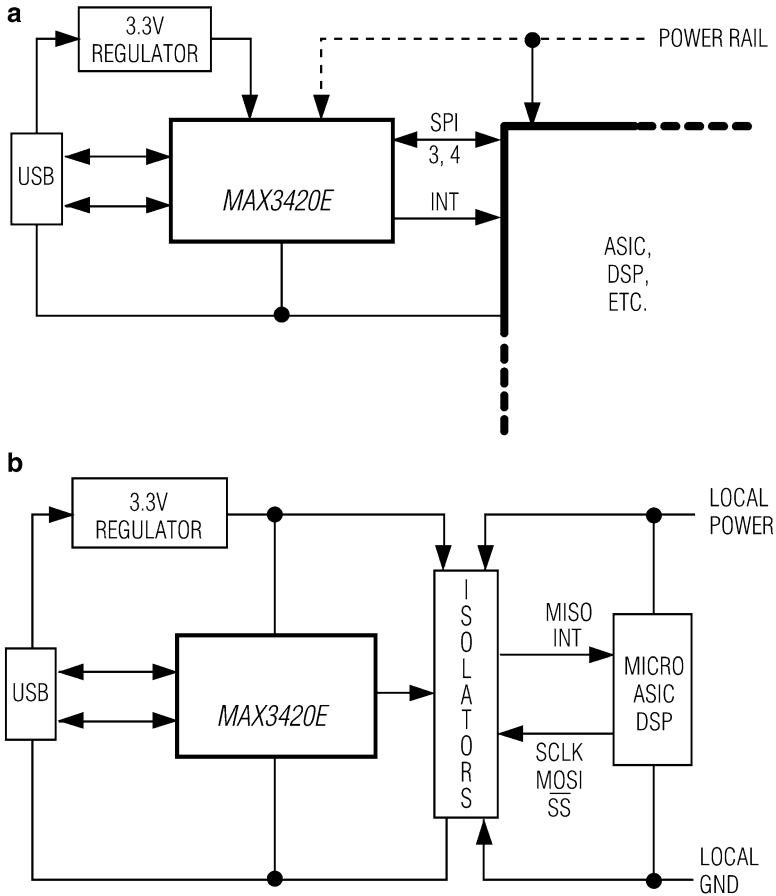 a
3.3V
REGULATOR
POWER RAIL
USB
MAX3420E
SPI
3, 4
INT
ASIC,
DSP,
ETC.
b
3.3V
REGULATOR
LOCAL
POWER
USB
MAX3420E
ISOLATORS
MISO
INT
MICRO
ASIC
DSP
SCLK
MOSI
S̅S̅
LOCAL
GND